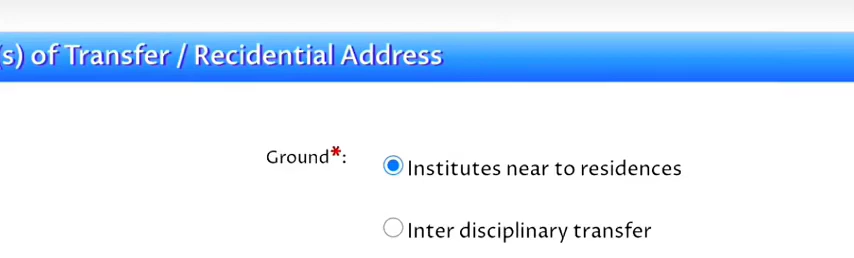 (s) of Transfer / Recidential Address
Ground*:
Institutes near to residences
Inter disciplinary transfer